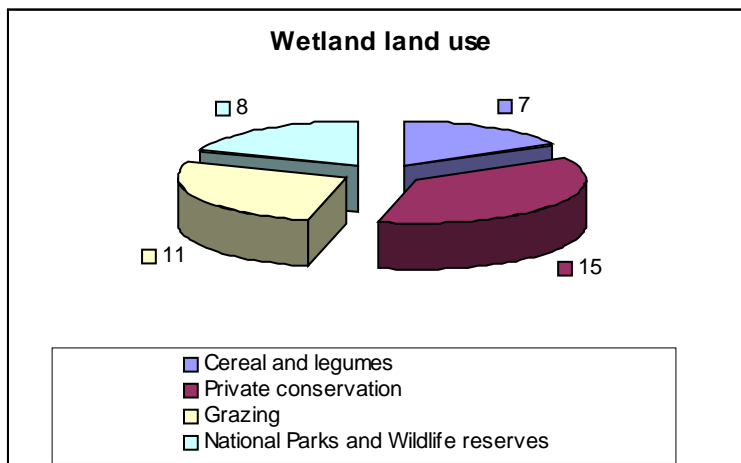 Wetland land use
8
7
11
15
Cereal and legumes
Private conservation
Grazing
National Parks and Wildlife reserves